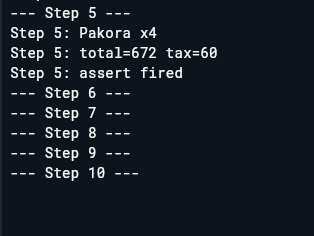 --- Step 5 ---
Step 5: Pakora x4
Step 5: total=672 tax=60
Step 5: assert fired
--- Step 6 ---
--- Step 7 ---
--- Step 8 ---
--- Step 9 ---
--- Step 10 ---